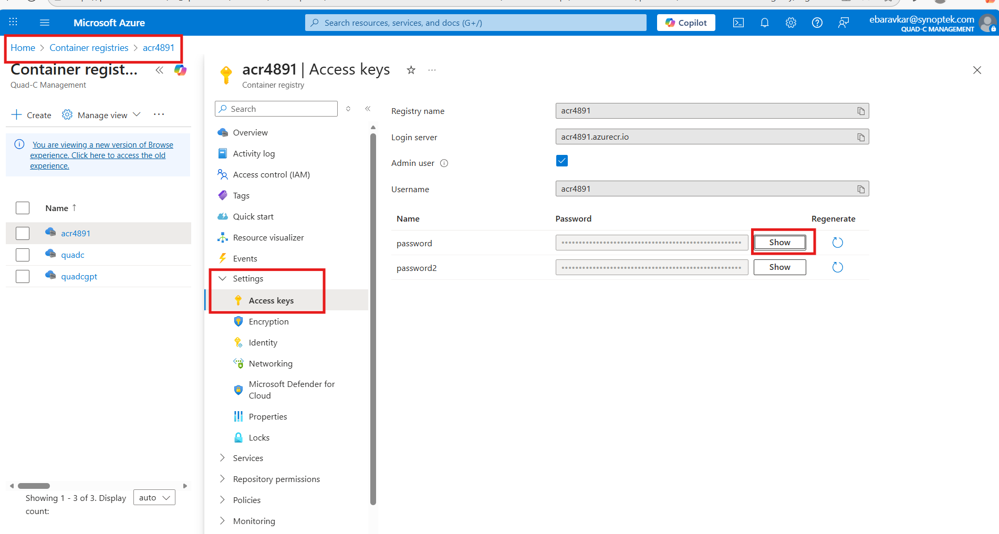 Microsoft Azure
Search resources, services, and docs (G+/)
Copilot
ebaravkar@synoptek.com
QUAD-C MANAGEMENT
Home > Container registries > acr4891
Container regist...
Quad-C Management
Create
Manage view
...
You are viewing a new version of Browse
experience. Click here to access the old
experience.
Name ↑
acr4891
quadc
quadcgpt
Showing 1 - 3 of 3. Display
count:
auto
acr4891 | Access keys
...
Container registry
Search
Overview
Activity log
Access control (IAM)
Tags
Quick start
Resource visualizer
Events
Settings
Access keys
Encryption
Identity
Networking
Microsoft Defender for
Cloud
Properties
Locks
Services
Repository permissions
Policies
Monitoring
Registry name
acr4891
Login server
acr4891.azurecr.io
Admin user
Username
acr4891
Name
Password
Regenerate
password
Show
password2
Show